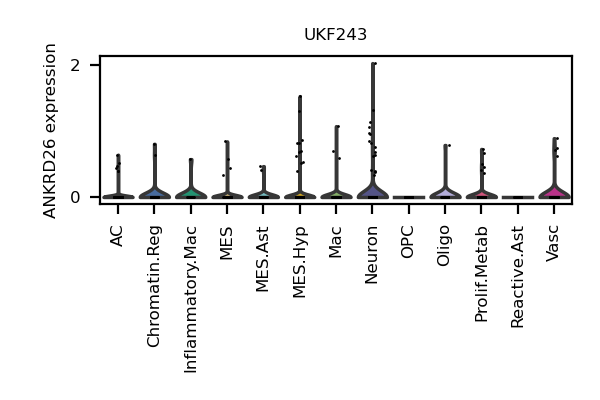 UKF243
ANKRD26 expression
2
0
AC
Chromatin.Reg
Inflammatory.Mac
MES
MES.Ast
MES.Hyp
Mac
Neuron
OPC
Oligo
Prolif.Metab
Reactive.Ast
Vasc